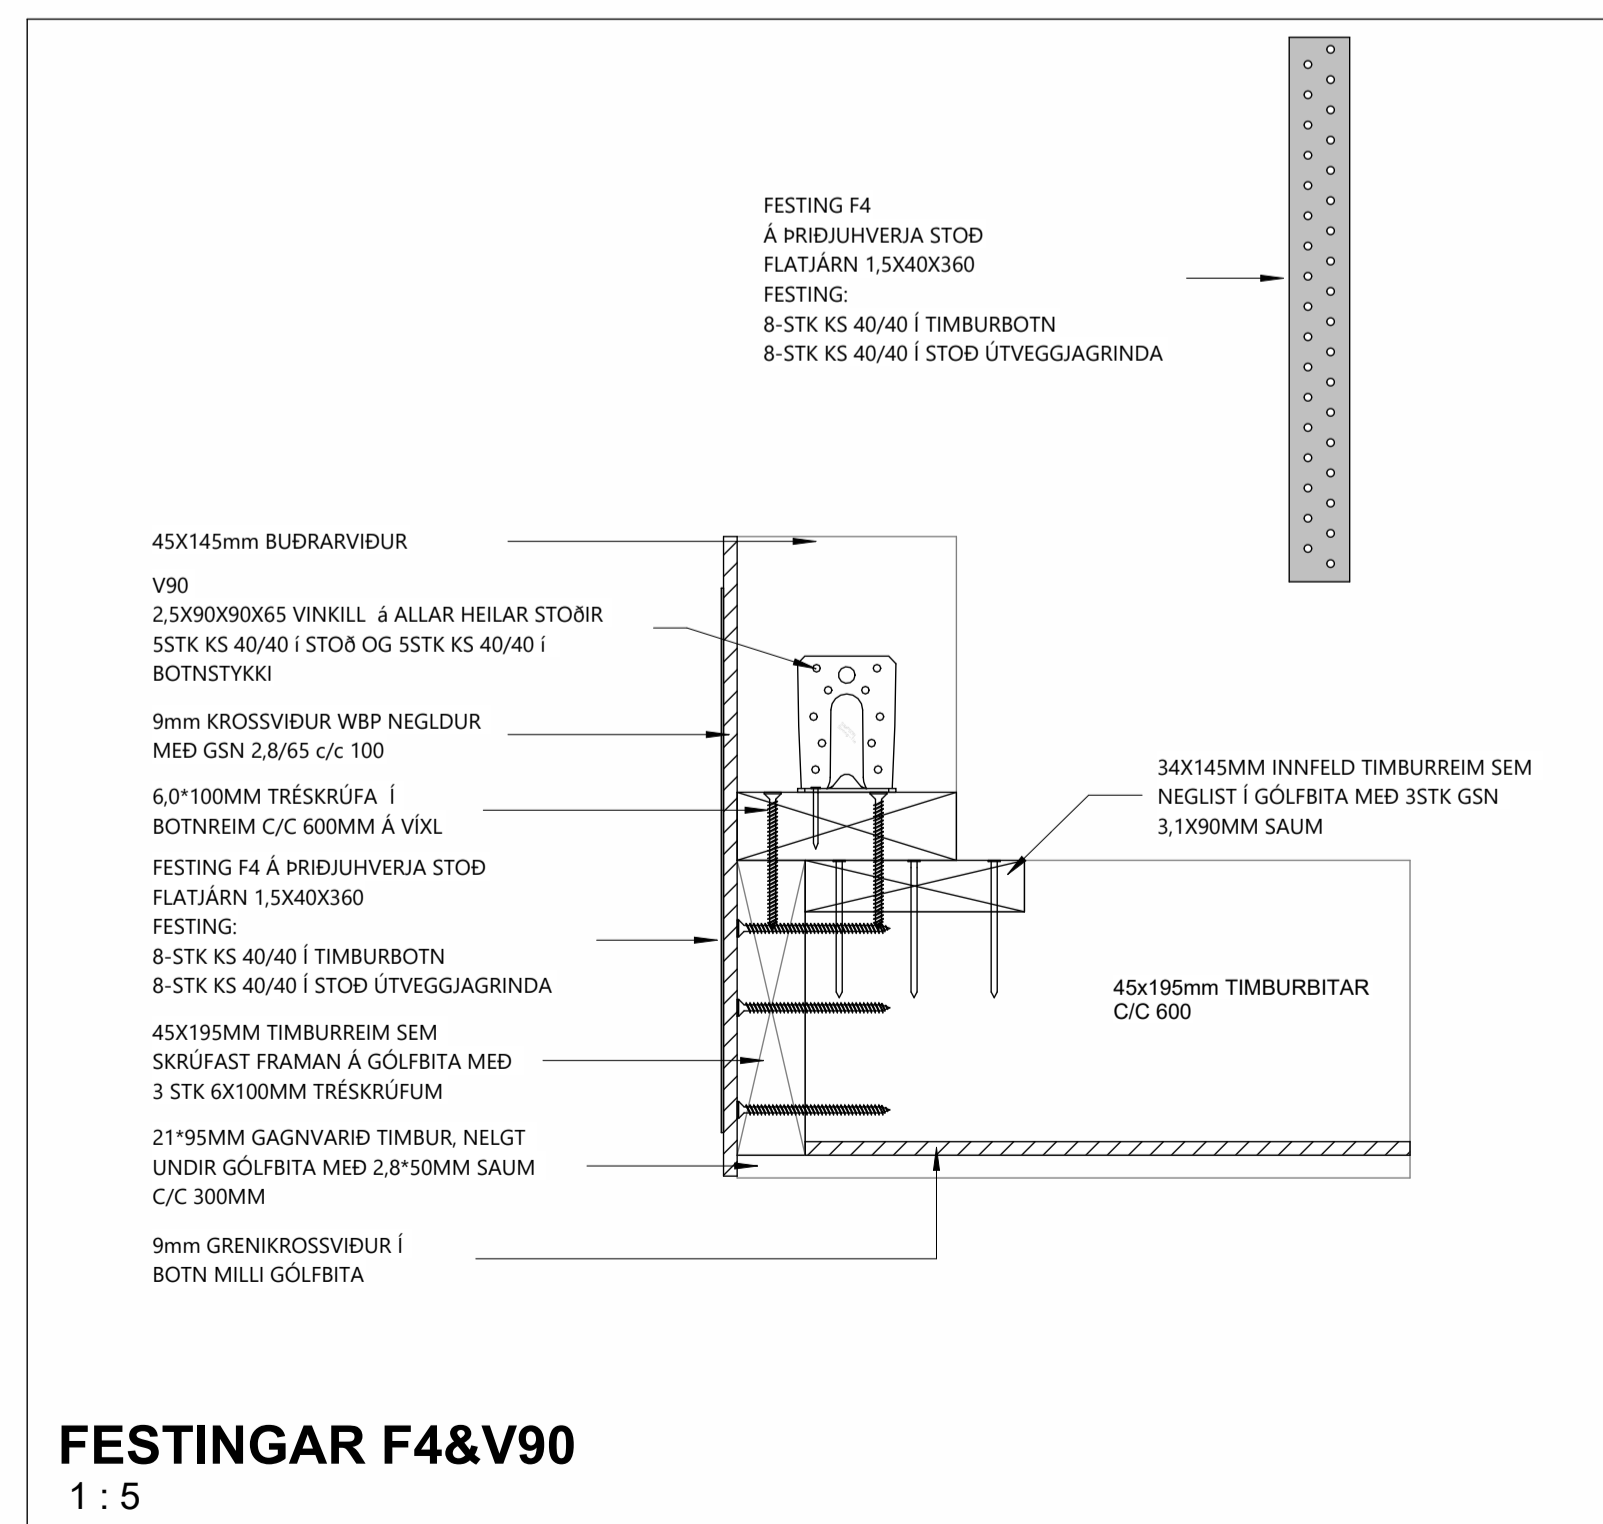 FESTING F4
Á ÞRIÐJUHVERJA STOÐ
FLATJÁRN 1,5X40X360
FESTING:
8-STK KS 40/40 Í TIMBURBOTN
8-STK KS 40/40 Í STOÐ ÚTVEGGJAGRINDA
45X145mm BUÐRARVIÐUR
V90
2,5X90X90X65 VINKILL á ALLAR HEILAR STOðIR
5STK KS 40/40 í STOð OG 5STK KS 40/40 í
BOTNSTYKKI
9mm KROSSVIÐUR WBP NEGLDUR
MEÐ GSN 2,8/65 c/c 100
6,0*100MM TRÉSKRÚFA Í
BOTNREIM C/C 600MM Á VÍXL
FESTING F4 Á ÞRIÐJUHVERJA STOÐ
FLATJÁRN 1,5X40X360
FESTING:
8-STK KS 40/40 Í TIMBURBOTN
8-STK KS 40/40 Í STOÐ ÚTVEGGJAGRINDA
45X195MM TIMBURREIM SEM
SKRÚFAST FRAMAN Á GÓLFBITA MEÐ
3 STK 6X100MM TRÉSKRÚFUM
21*95MM GAGNVARIÐ TIMBUR, NELGT
UNDIR GÓLFBITA MEÐ 2,8*50MM SAUM
C/C 300MM
9mm GRENIKROSSVIÐUR Í
BOTN MILLI GÓLFBITA
34X145MM INNFELD TIMBURREIM SEM
NEGLIST Í GÓLFBITA MEÐ 3STK GSN
3,1X90MM SAUM
45x195mm TIMBURBITAR
C/C 600
FESTINGAR F4&V90
1 : 5